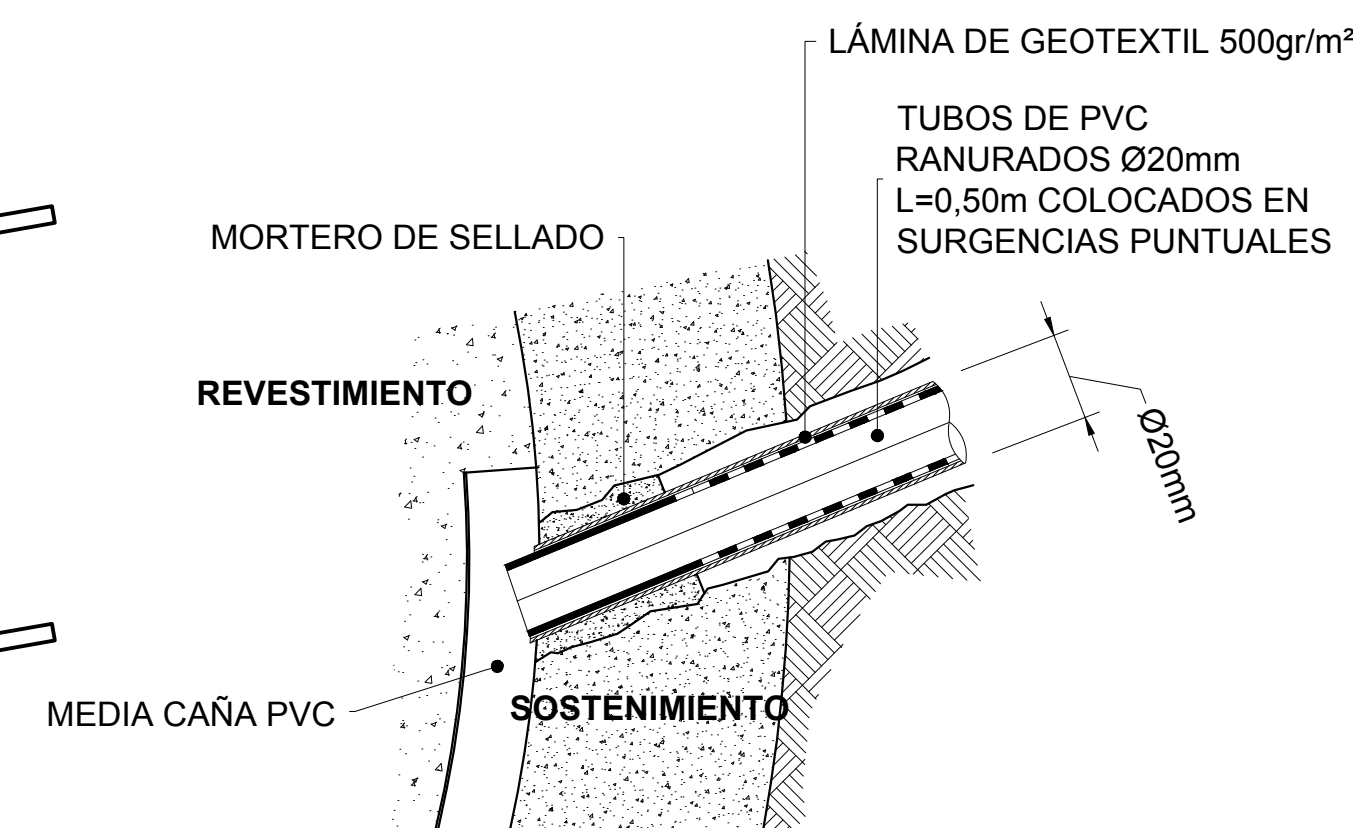 LÁMINA DE GEOTEXTIL 500gr/m²
TUBOS DE PVC
RANURADOS Ø20mm
L=0,50m COLOCADOS EN
SURGENCIAS PUNTUALES
MORTERO DE SELLADO
REVESTIMIENTO
Ø20mm
MEDIA CAÑA PVC
SOSTENIMIENTO